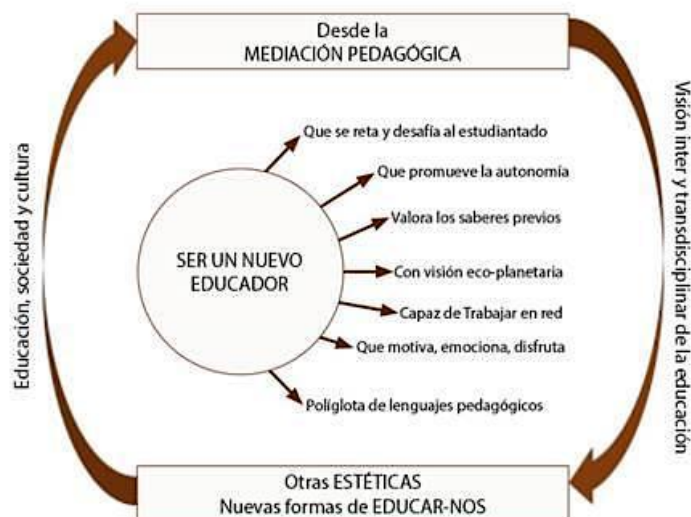 Desde la
MEDIACIÓN PEDAGÓGICA
Educación, sociedad y cultura
Visión inter y transdisciplinar de la educación
SER UN NUEVO
EDUCADOR
Que se reta y desafía al estudiantado
Que promueve la autonomía
Valora los saberes previos
Con visión eco-planetaria
Capaz de Trabajar en red
Que motiva, emociona, disfruta
Políglota de lenguajes pedagógicos
Otras ESTÉTICAS
Nuevas formas de EDUCAR-NOS